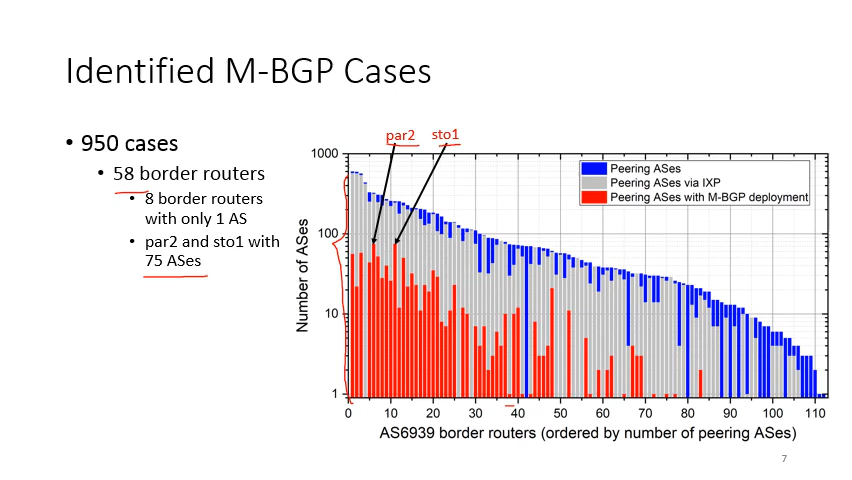 Identified M-BGP Cases
• 950 cases
• 58 border routers
• 8 border routers
with only 1 AS
• par2 and sto1 with
75 ASes
par2 sto1
1000
100
10
1
Number of ASes
Peering ASes
Peering ASes via IXP
Peering ASes with M-BGP deployment
0 10 20 30 40 50 60 70 80 90 100 110
AS6939 border routers (ordered by number of peering ASes)
7